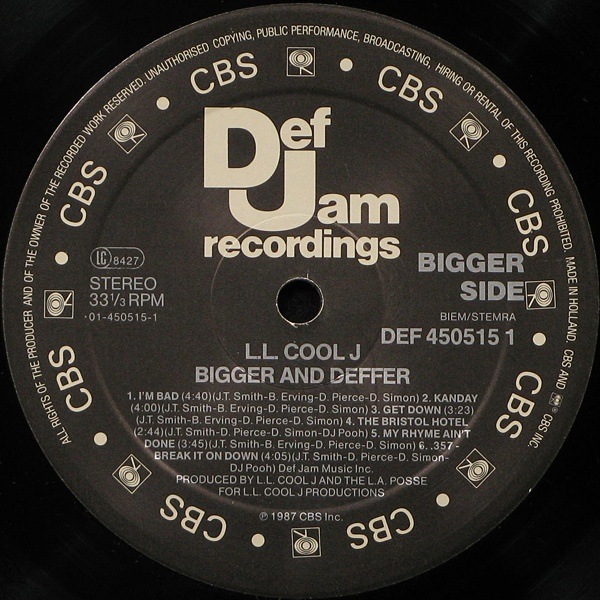 ALL RIGHTS OF THE PRODUCER AND OF THE OWNER OF THE RECORDED WORK RESERVED. UNAUTHORISED COPYING, PUBLIC PERFORMANCE, BROADCASTING, HIRING OR RENTAL OF THIS RECORDING PROHIBITED. MADE IN HOLLAND. CBS AND CBS INC.
CBS
CBS
CBS
CBS
CBS
CBS
CBS
CBS
Def
Jam
recordings
LC 8427
STEREO
33 1/3 RPM
·01-450515-1
BIGGER
SIDE
BIEM/STEMRA
DEF 450515 1
L.L. COOL J
BIGGER AND DEFFER
1. I'M BAD (4:40)(J.T. Smith-B. Erving-D. Pierce-D. Simon) 2. KANDAY
(4:00)(J.T. Smith-B. Erving-D. Pierce-D. Simon) 3. GET DOWN (3:23)
(J.T. Smith-B. Erving-D. Pierce-D. Simon) 4. THE BRISTOL HOTEL
(2:44)(J.T. Smith-B. Erving-D. Pierce-D. Simon-DJ Pooh) 5. MY RHYME AIN'T
DONE (3:45)(J.T. Smith-B. Erving-D. Pierce-D. Simon) 6. .357 -
BREAK IT ON DOWN (4:05)(J.T. Smith-B. Erving-D. Pierce-D. Simon-
DJ Pooh) Def Jam Music Inc.
PRODUCED BY L.L. COOL J AND THE L.A. POSSE
FOR L.L. COOL J PRODUCTIONS
℗ 1987 CBS Inc.